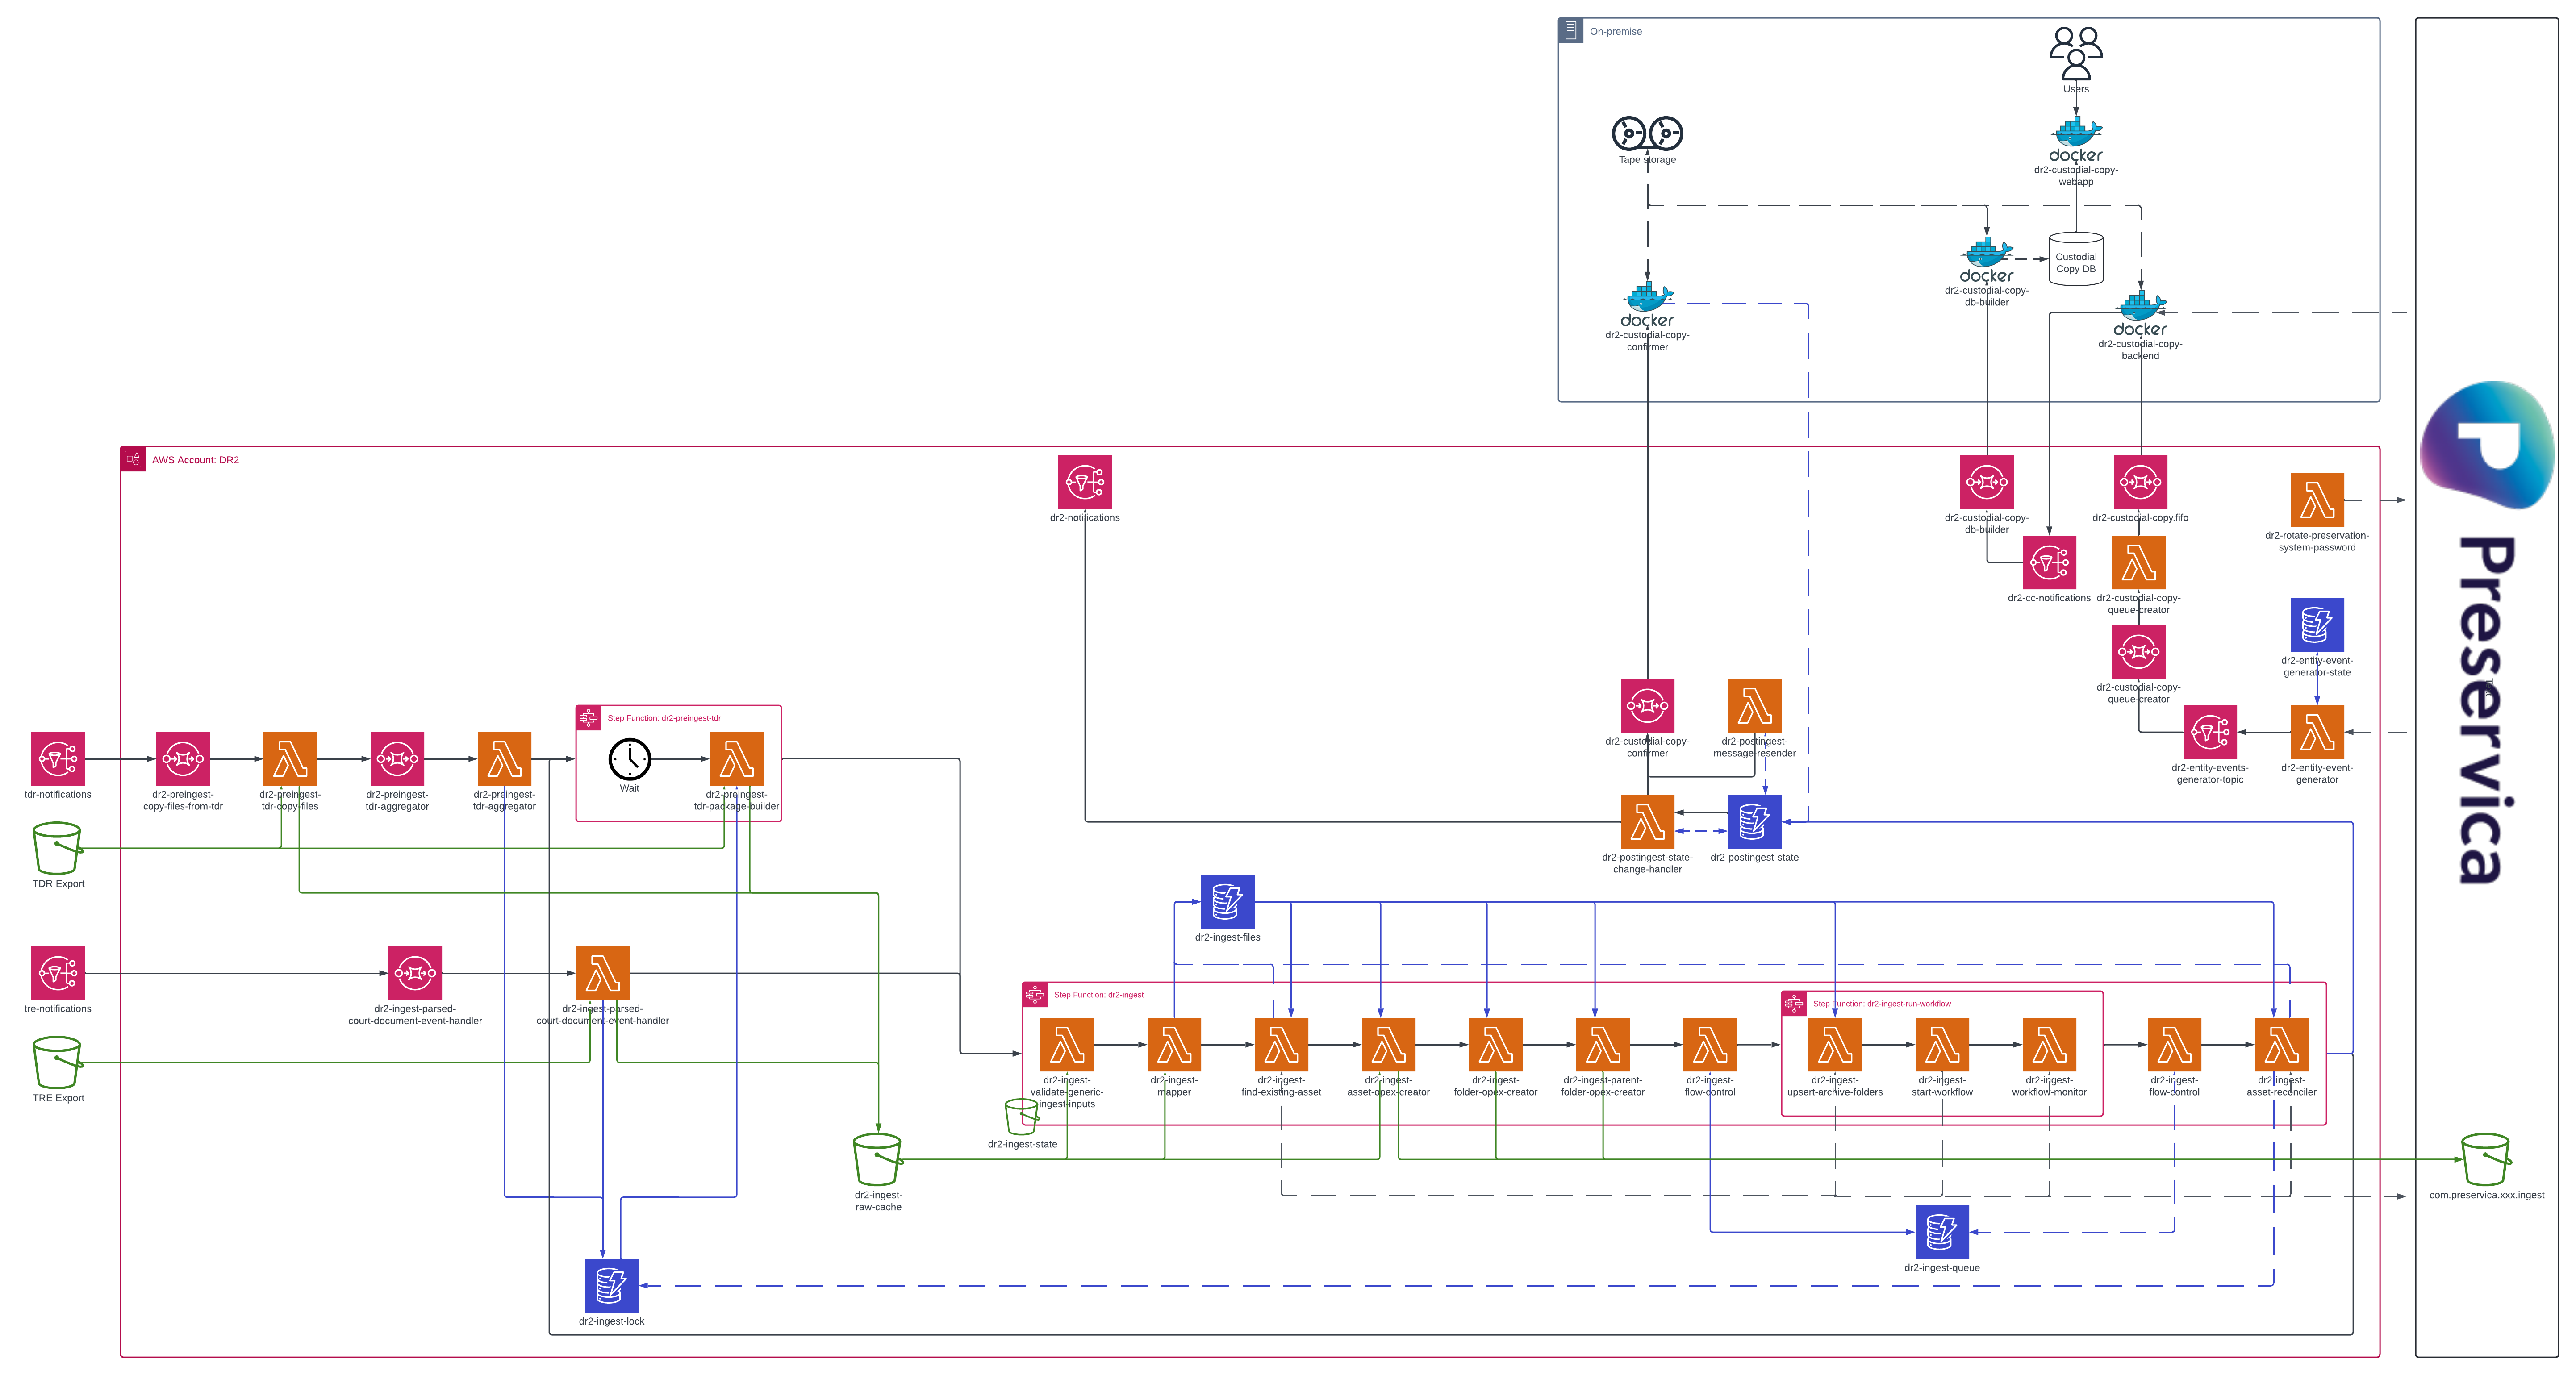 On-premise
Users
docker
dr2-custodial-copy-
webapp
Tape storage
docker
dr2-custodial-copy-
db-builder
Custodial
Copy DB
docker
dr2-custodial-copy-
confirmer
docker
dr2-custodial-copy-
backend
Preservica
AWS Account: DR2
dr2-notifications
dr2-custodial-copy-
db-builder
dr2-custodial-copy.fifo
dr2-rotate-preservation-
system-password
dr2-cc-notifications
dr2-custodial-copy-
queue-creator
dr2-entity-event-
generator-state
dr2-custodial-copy-
queue-creator
dr2-entity-events-
generator-topic
dr2-entity-event-
generator
dr2-custodial-copy-
confirmer
dr2-postingest-
message-resender
dr2-postingest-state-
change-handler
dr2-postingest-state
tdr-notifications
dr2-preingest-
copy-files-from-tdr
dr2-preingest-
tdr-copy-files
dr2-preingest-
tdr-aggregator
dr2-preingest-
tdr-aggregator
Step Function: dr2-preingest-tdr
Wait
dr2-preingest-
tdr-package-builder
TDR Export
dr2-ingest-files
tre-notifications
dr2-ingest-parsed-
court-document-event-handler
dr2-ingest-parsed-
court-document-event-handler
TRE Export
Step Function: dr2-ingest
Step Function: dr2-ingest-run-workflow
dr2-ingest-
validate-generic-
ingest-inputs
dr2-ingest-
mapper
dr2-ingest-
find-existing-asset
dr2-ingest-
asset-opex-creator
dr2-ingest-
folder-opex-creator
dr2-ingest-parent-
folder-opex-creator
dr2-ingest-
flow-control
dr2-ingest-
upsert-archive-folders
dr2-ingest-
start-workflow
dr2-ingest-
workflow-monitor
dr2-ingest-
flow-control
dr2-ingest-
asset-reconciler
dr2-ingest-state
dr2-ingest-
raw-cache
com.preservica.xxx.ingest
dr2-ingest-queue
dr2-ingest-lock